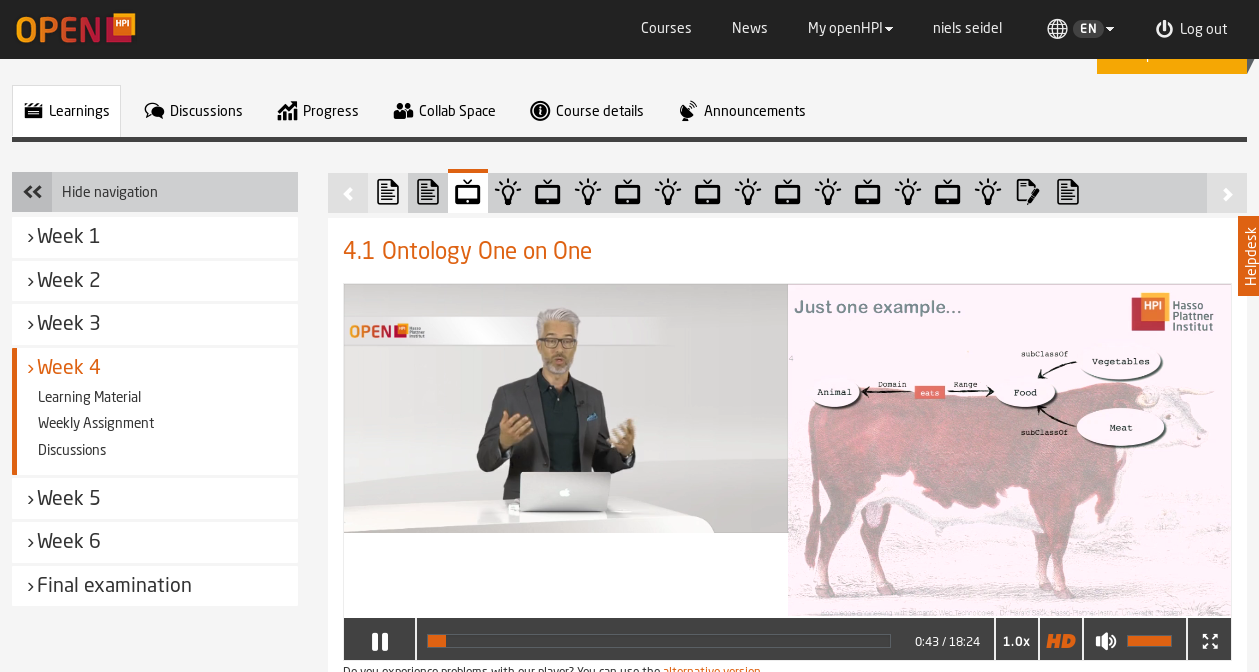 OPEN HPI
Courses
News
My openHPI
niels seidel
EN
Log out
Learnings
Discussions
Progress
Collab Space
Course details
Announcements
Hide navigation
Week 1
Week 2
Week 3
Week 4
Learning Material
Weekly Assignment
Discussions
Week 5
Week 6
Final examination
4.1 Ontology One on One
Helpdesk
OPEN HPI Hasso
Plattner
Institut
Just one example...
HPI Hasso
Plattner
Institut
subClassOf
Vegetables
Animal
Domain
eats
Range
Food
Meat
subClassOf
0:43 / 18:24
1.0x
HD
Do you experience problems with our player? You can use the alternative version.